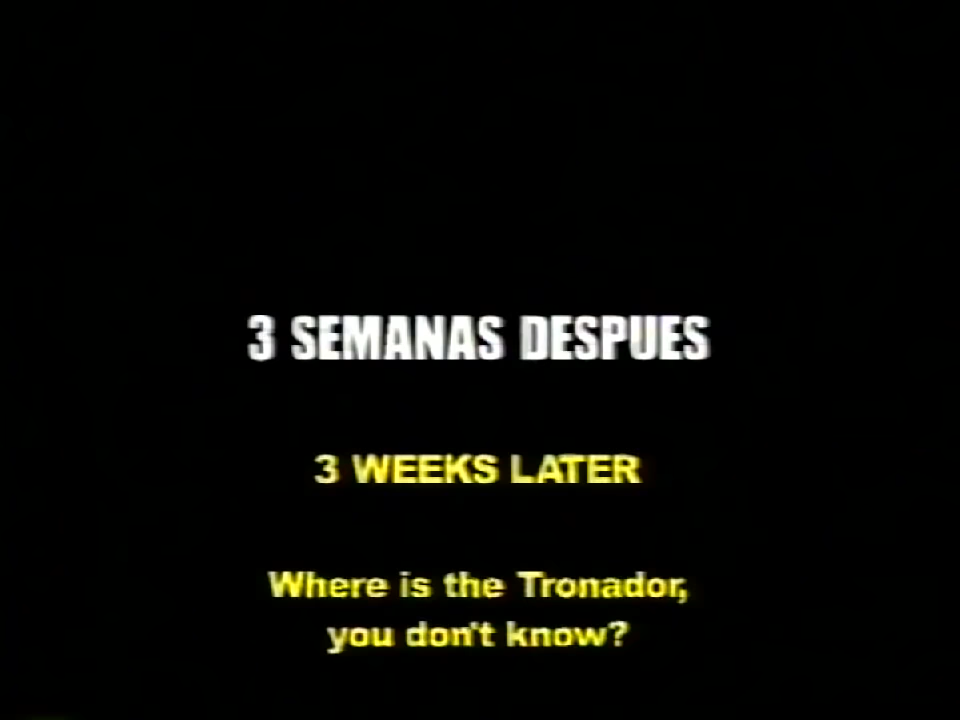 3 SEMANAS DESPUES
3 WEEKS LATER
Where is the Tronador,
you don't know?